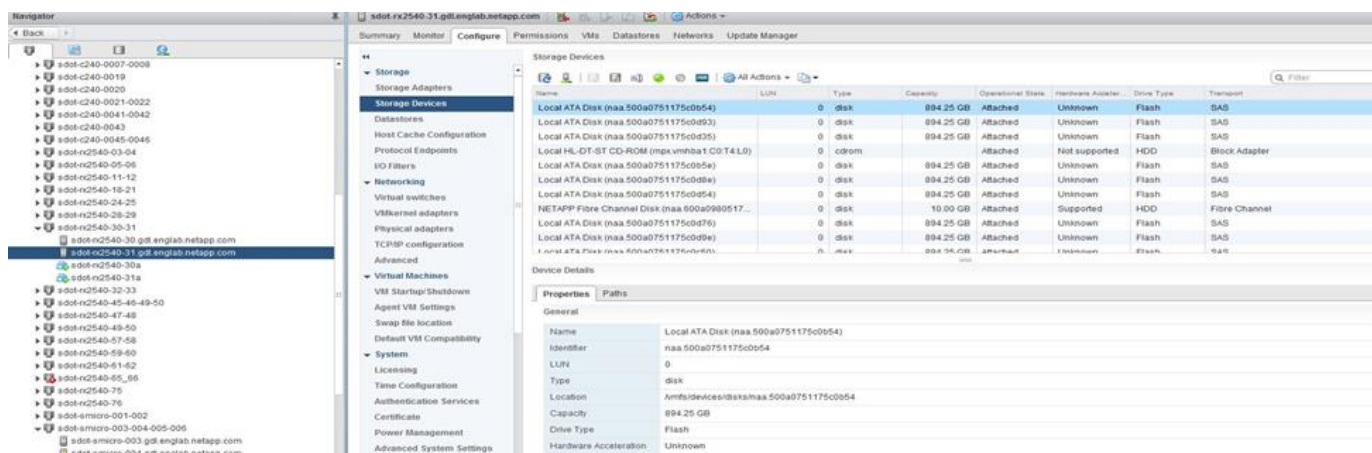 Navigator
sdot-rx2540-31.gdl.englab.netapp.com
Actions
Back
Summary Monitor Configure Permissions VMs Datastores Networks Update Manager
sdot-c240-0007-0008
sdot-c240-0019
sdot-c240-0020
sdot-c240-0021-0022
sdot-c240-0041-0042
sdot-c240-0043
sdot-c240-0045-0046
sdot-rx2540-03-04
sdot-rx2540-05-06
sdot-rx2540-11-12
sdot-rx2540-18-21
sdot-rx2540-24-25
sdot-rx2540-28-29
sdot-rx2540-30-31
sdot-rx2540-30.gdl.englab.netapp.com
sdot-rx2540-31.gdl.englab.netapp.com
sdot-rx2540-30a
sdot-rx2540-31a
sdot-rx2540-32-33
sdot-rx2540-45-46-49-50
sdot-rx2540-47-48
sdot-rx2540-49-50
sdot-rx2540-57-58
sdot-rx2540-59-60
sdot-rx2540-61-62
sdot-rx2540-65_66
sdot-rx2540-75
sdot-rx2540-76
sdot-smicro-001-002
sdot-smicro-003-004-005-006
sdot-smicro-003.gdl.englab.netapp.com
sdot-smicro-004.gdl.englab.netapp.com
Storage
Storage Adapters
Storage Devices
Datastores
Host Cache Configuration
Protocol Endpoints
I/O Filters
Networking
Virtual switches
VMkernel adapters
Physical adapters
TCP/IP configuration
Advanced
Virtual Machines
VM Startup/Shutdown
Agent VM Settings
Swap file location
Default VM Compatibility
System
Licensing
Time Configuration
Authentication Services
Certificate
Power Management
Advanced System Settings
Storage Devices
All Actions
Filter
Name LUN Type Capacity Operational State Hardware Acceler... Drive Type Transport
Local ATA Disk (naa.500a0751175c0b54) 0 disk 894.25 GB Attached Unknown Flash SAS
Local ATA Disk (naa.500a0751175c0d93) 0 disk 894.25 GB Attached Unknown Flash SAS
Local ATA Disk (naa.500a0751175c0d35) 0 disk 894.25 GB Attached Unknown Flash SAS
Local HL-DT-ST CD-ROM (mpx.vmhba1:C0:T4:L0) 0 cdrom Attached Not supported HDD Block Adapter
Local ATA Disk (naa.500a0751175c0b5e) 0 disk 894.25 GB Attached Unknown Flash SAS
Local ATA Disk (naa.500a0751175c0d8e) 0 disk 894.25 GB Attached Unknown Flash SAS
Local ATA Disk (naa.500a0751175c0d54) 0 disk 894.25 GB Attached Unknown Flash SAS
NETAPP Fibre Channel Disk (naa.600a0980517... 0 disk 10.00 GB Attached Supported HDD Fibre Channel
Local ATA Disk (naa.500a0751175c0d76) 0 disk 894.25 GB Attached Unknown Flash SAS
Local ATA Disk (naa.500a0751175c0d9e) 0 disk 894.25 GB Attached Unknown Flash SAS
Local ATA Disk 0 disk 894.25 GB Attached Unknown Flash SAS
Device Details
Properties Paths
General
Name Local ATA Disk (naa.500a0751175c0b54)
Identifier naa.500a0751175c0b54
LUN 0
Type disk
Location /vmfs/devices/disks/naa.500a0751175c0b54
Capacity 894.25 GB
Drive Type Flash
Hardware Acceleration Unknown